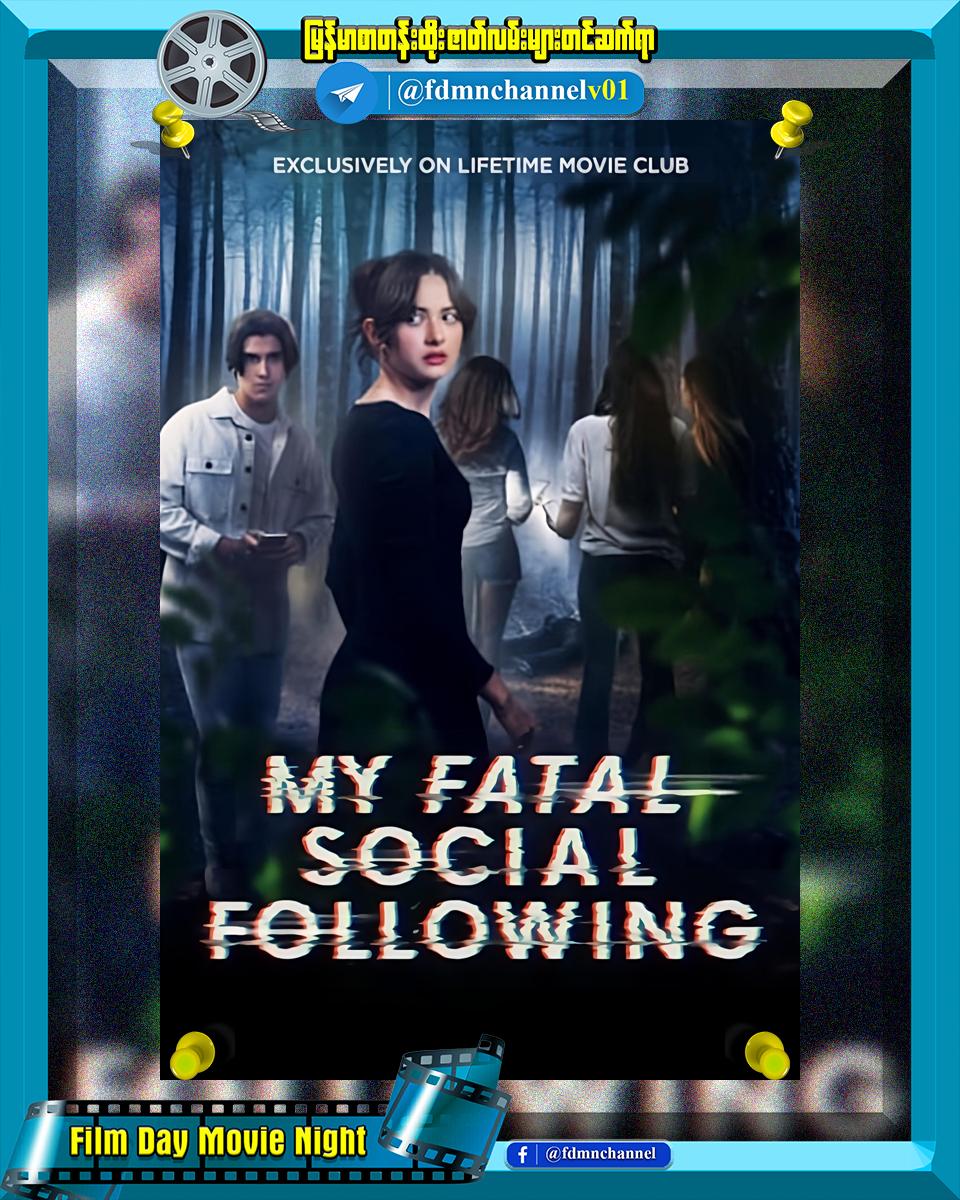 မြန်မာစာတန်းထိုးဇာတ်လမ်းများတင်ဆက်ရာ
@fdmnchannelv01
EXCLUSIVELY ON LIFETIME MOVIE CLUB
MY FATAL
SOCIAL
FOLLOWING
Film Day Movie Night
f @fdmnchannel